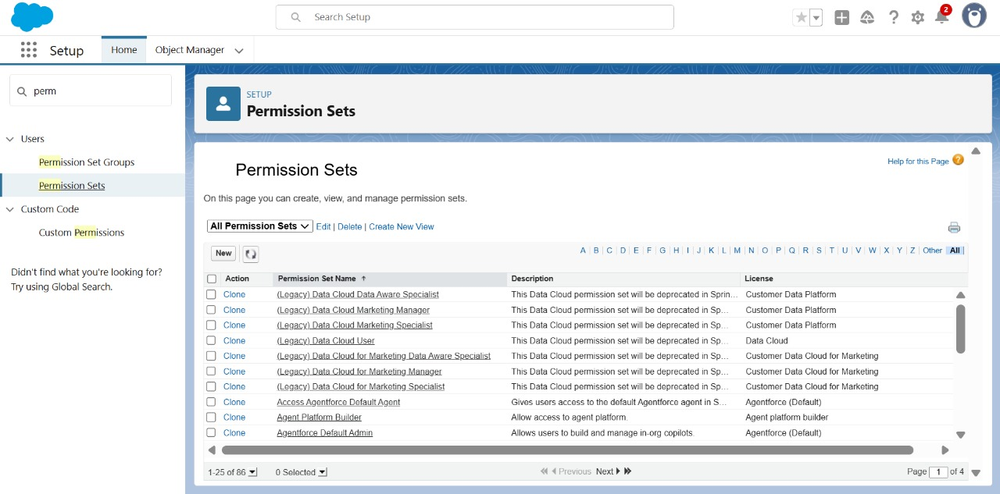 Search Setup
2
Setup
Home
Object Manager
perm
Users
Permission Set Groups
Permission Sets
Custom Code
Custom Permissions
Didn't find what you're looking for?
Try using Global Search.
SETUP
Permission Sets
Permission Sets
Help for this Page ?
On this page you can create, view, and manage permission sets.
All Permission Sets Edit | Delete | Create New View
New
A | B | C | D | E | F | G | H | I | J | K | L | M | N | O | P | Q | R | S | T | U | V | W | X | Y | Z | Other | All
Action Permission Set Name ↑ Description License
Clone (Legacy) Data Cloud Data Aware Specialist This Data Cloud permission set will be deprecated in Sprin... Customer Data Platform
Clone (Legacy) Data Cloud Marketing Manager This Data Cloud permission set will be deprecated in Sp... Customer Data Platform
Clone (Legacy) Data Cloud Marketing Specialist This Data Cloud permission set will be deprecated in Sp... Customer Data Platform
Clone (Legacy) Data Cloud User This Data Cloud permission set will be deprecated in Sp... Data Cloud
Clone (Legacy) Data Cloud for Marketing Data Aware Specialist This Data Cloud permission set will be deprecated in Sp... Customer Data Cloud for Marketing
Clone (Legacy) Data Cloud for Marketing Manager This Data Cloud permission set will be deprecated in Sp... Customer Data Cloud for Marketing
Clone (Legacy) Data Cloud for Marketing Specialist This Data Cloud permission set will be deprecated in Sp... Customer Data Cloud for Marketing
Clone Access Agentforce Default Agent Gives users access to the default Agentforce agent in S... Agentforce (Default)
Clone Agent Platform Builder Allow access to agent platform. Agent platform builder
Clone Agentforce Default Admin Allows users to build and manage in-org copilots. Agentforce (Default)
1-25 of 86 0 Selected Previous Next Page 1 of 4